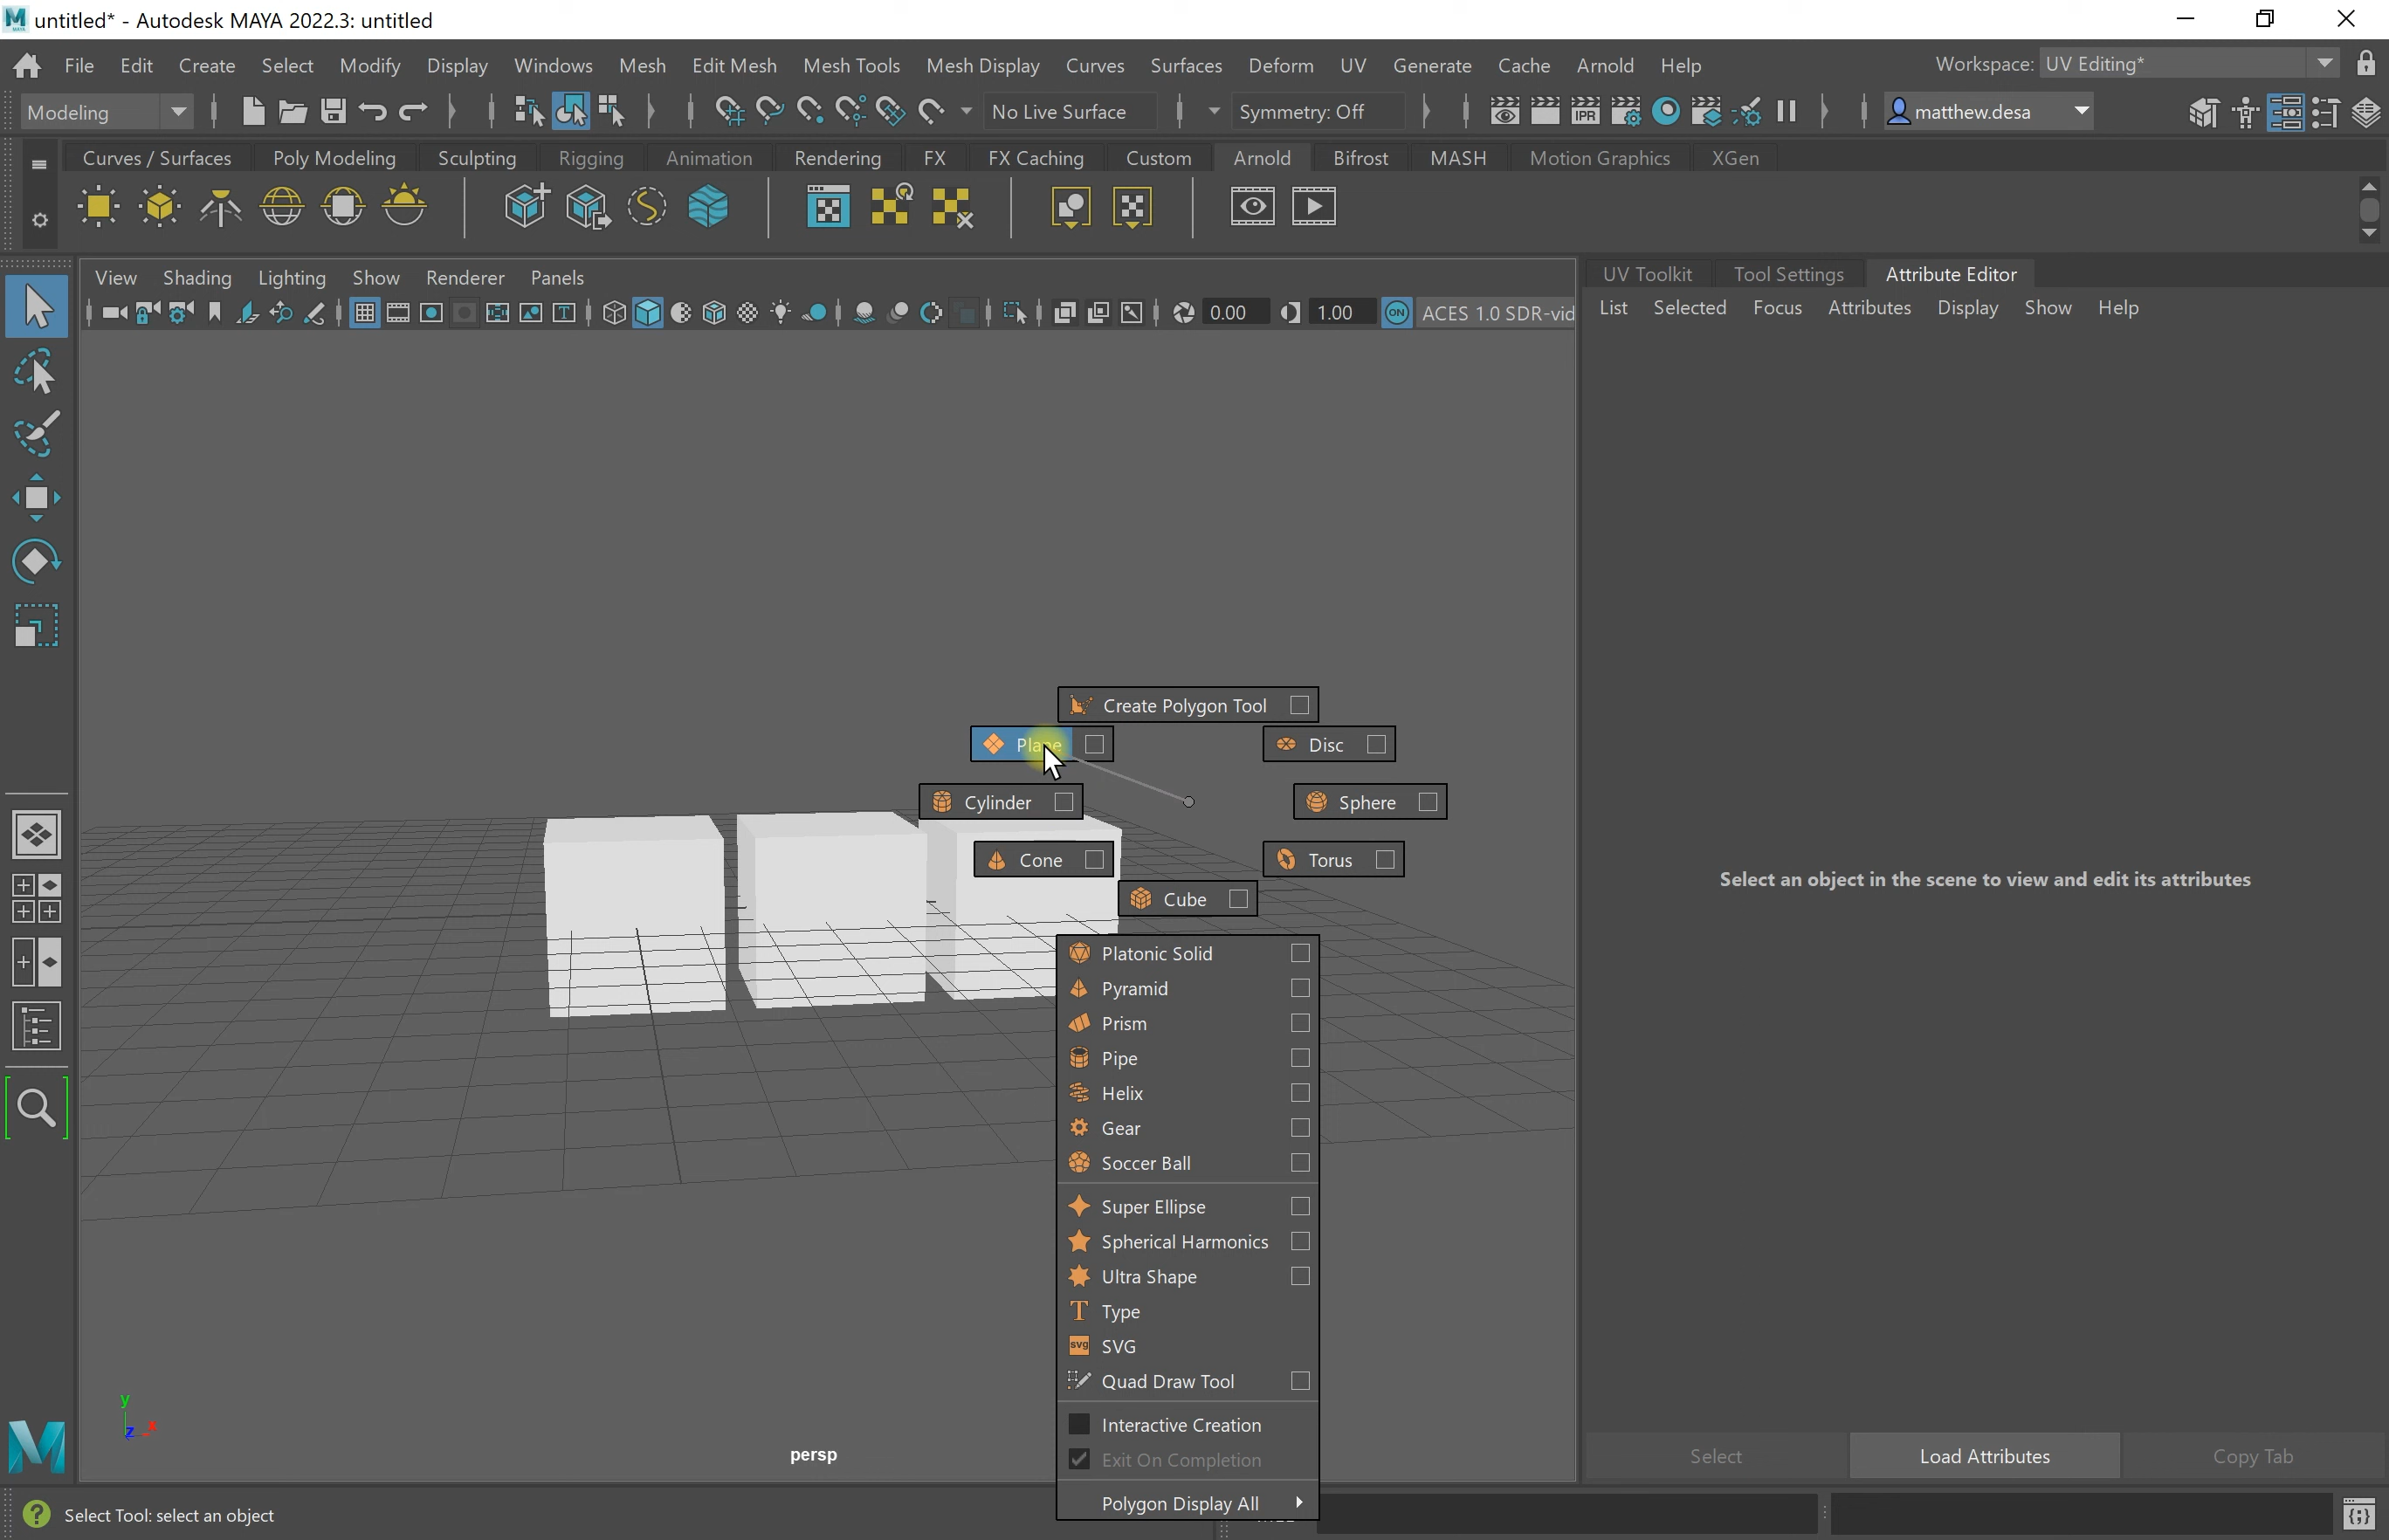 untitled* - Autodesk MAYA 2022.3: untitled
File Edit Create Select Modify Display Windows Mesh Edit Mesh Mesh Tools Mesh Display Curves Surfaces Deform UV Generate Cache Arnold Help Workspace: UV Editing*
Modeling No Live Surface Symmetry: Off IPR matthew.desa
Curves / Surfaces Poly Modeling Sculpting Rigging Animation Rendering FX FX Caching Custom Arnold Bifrost MASH Motion Graphics XGen
View Shading Lighting Show Renderer Panels
0.00 1.00 ON ACES 1.0 SDR-vid
UV Toolkit Tool Settings Attribute Editor
List Selected Focus Attributes Display Show Help
Create Polygon Tool
Plane Disc
Cylinder Sphere
Cone Torus
Cube
Platonic Solid
Pyramid
Prism
Pipe
Helix
Gear
Soccer Ball
Super Ellipse
Spherical Harmonics
Ultra Shape
Type
SVG
Quad Draw Tool
Interactive Creation
Exit On Completion
Polygon Display All
Select an object in the scene to view and edit its attributes
y
z x
persp
Select Load Attributes Copy Tab
Select Tool: select an object